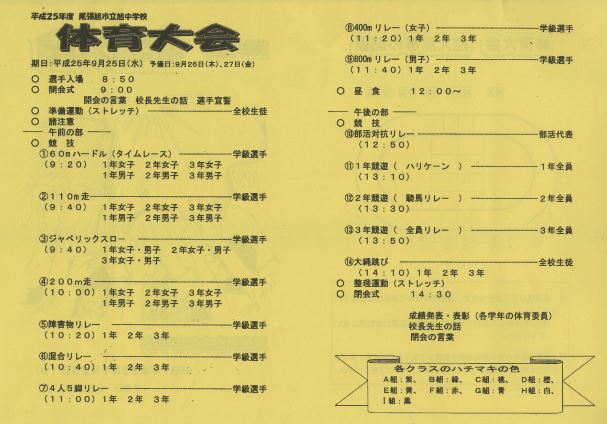 平成25年度 尾張旭市立旭中学校
体育大会
期日：平成25年9月25日(水) 予備日：9月26日(木)、27日(金)
○ 選手入場 8：50
○ 開会式 9：00
開会の言葉 校長先生の話 選手宣誓
○ 準備運動（ストレッチ） 全校生徒
○ 諸注意
午前の部
○ 競 技
①60mハードル（タイムレース） 学級選手
（9：20） 1年女子 2年女子 3年女子
1年男子 2年男子 3年男子
②110m走 学級選手
（9：40） 1年女子 2年女子 3年女子
1年男子 2年男子 3年男子
③ジャベリックスロー 学級選手
（9：40） 1年女子・男子 2年女子・男子
3年女子・男子
④200m走 学級選手
（10：00）1年女子 2年女子 3年女子
1年男子 2年男子 3年男子
⑤障害物リレー 学級選手
（10：20）1年 2年 3年
⑥混合リレー 学級選手
（10：40）1年 2年 3年
⑦4人5脚リレー 学級選手
（11：00）1年 2年 3年
⑧400mリレー（女子） 学級選手
（11：20）1年 2年 3年
⑨800mリレー（男子） 学級選手
（11：40）1年 2年 3年
○ 昼 食 12：00～
午後の部
○ 競 技
⑩部活対抗リレー 部活代表
（12：50）
⑪1年競遊（ ハリケーン ） 1年全員
（13：10）
⑫2年競遊（ 騎馬リレー ） 2年全員
（13：30）
⑬3年競遊（ 全員リレー ） 3年全員
（13：50）
⑭大縄跳び 全校生徒
（14：10）1年 2年 3年
○ 整理運動（ストレッチ）
○ 閉会式 14：30
成績発表・表彰（各学年の体育委員）
校長先生の話
閉会の言葉
各クラスのハチマキの色
A組：紫、 B組：緑、 C組：桃、 D組：橙、
E組：黄、 F組：赤、 G組：青 H組：白、
I組：黒